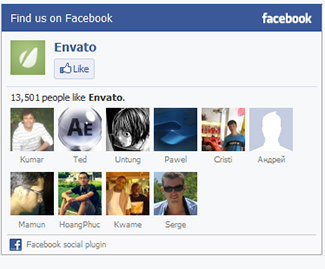 Find us on Facebook facebook
Envato
Like
13,501 people like Envato.
AE
Kumar Ted Untung Pawel Cristi Андрей
Mamun HoangPhuc Kwame Serge
Facebook social plugin